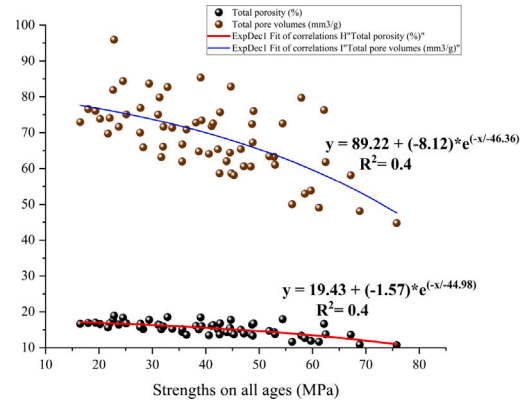 Total porosity (%)
Total pore volumes (mm3/g)
ExpDec1 Fit of correlations H"Total porosity (%)"
ExpDec1 Fit of correlations I"Total pore volumes (mm3/g)"
100
90
80
70
60
50
40
30
20
10
y = 89.22 + (-8.12)*e(-x/-46.36)
R2= 0.4
y = 19.43 + (-1.57)*e(-x/-44.98)
R2= 0.4
10 20 30 40 50 60 70 80
Strengths on all ages (MPa)